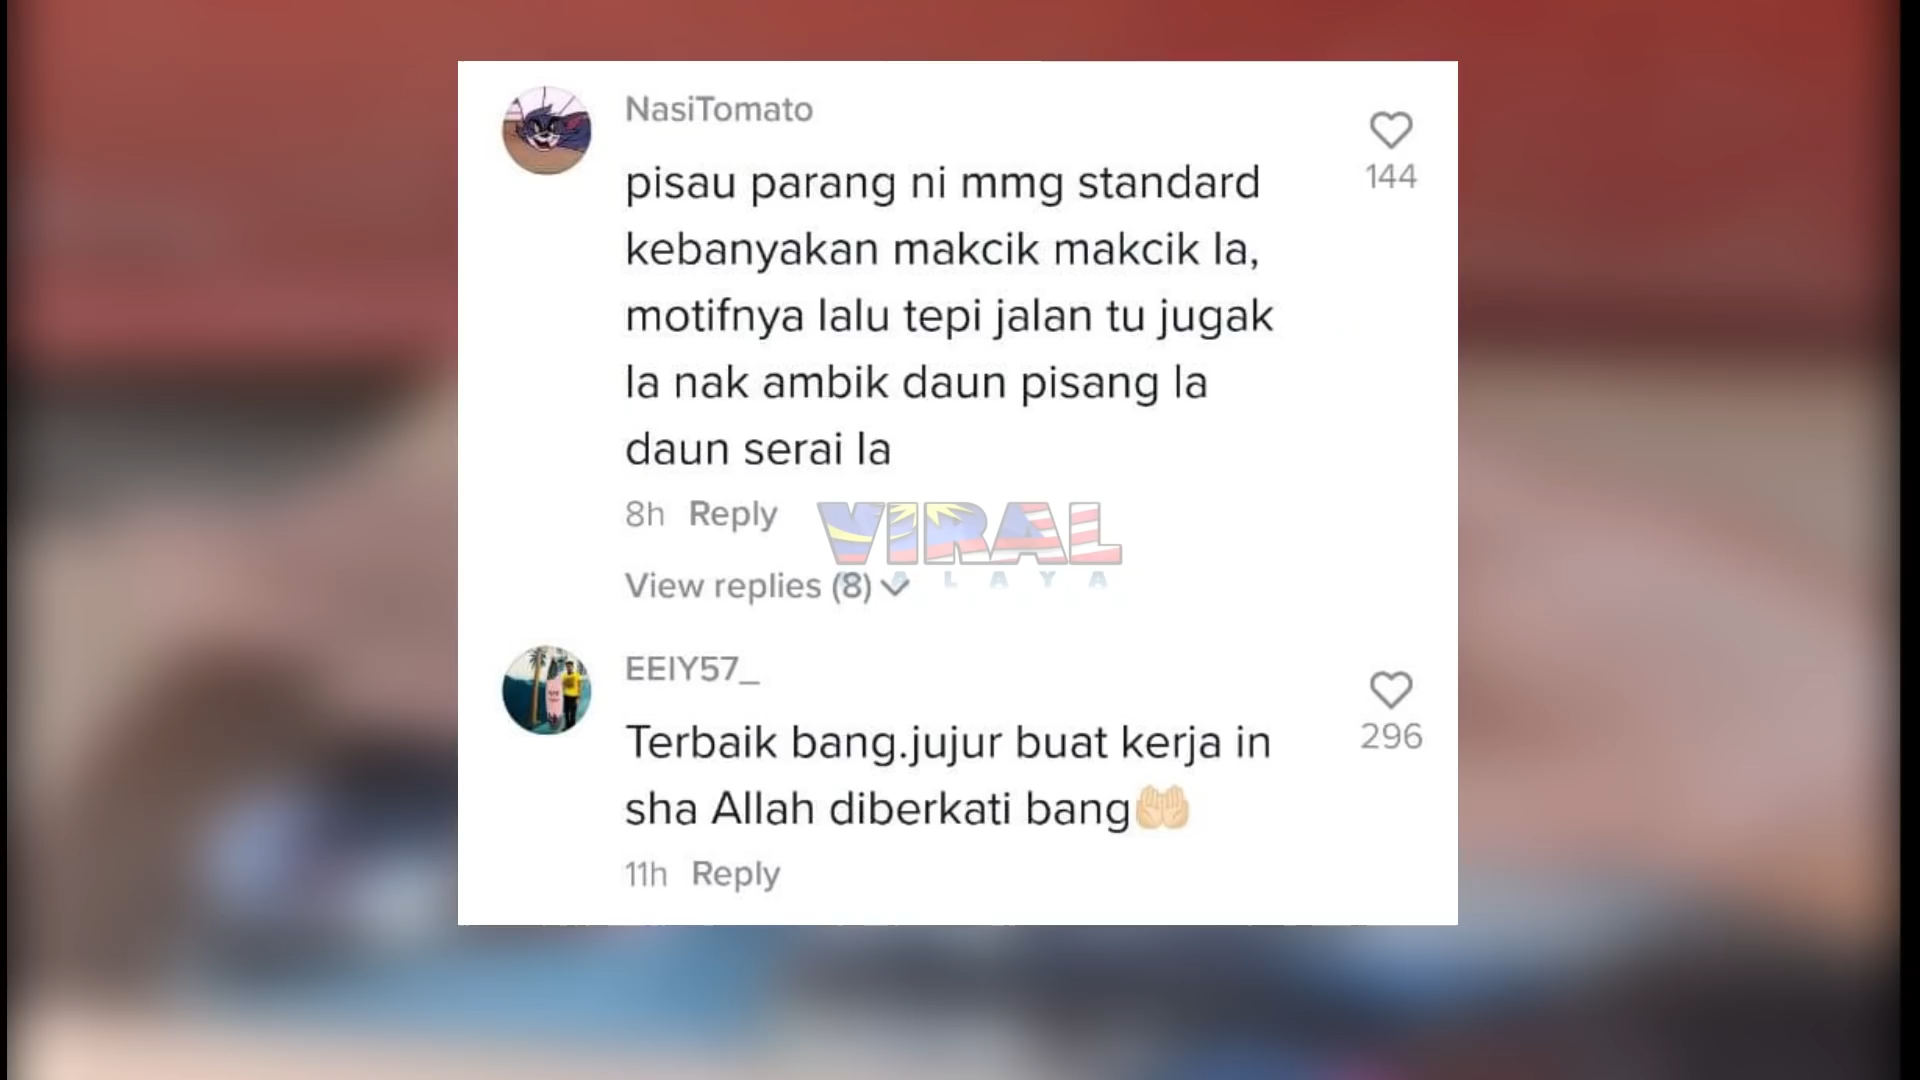 NasiTomato
144
pisau parang ni mmg standard
kebanyakan makcik makcik la,
motifnya lalu tepi jalan tu jugak
la nak ambik daun pisang la
daun serai la
8h Reply
VIRAL
MALAYA
View replies (8)
EEIY57_
296
Terbaik bang.jujur buat kerja in
sha Allah diberkati bang🤲🏻
11h Reply